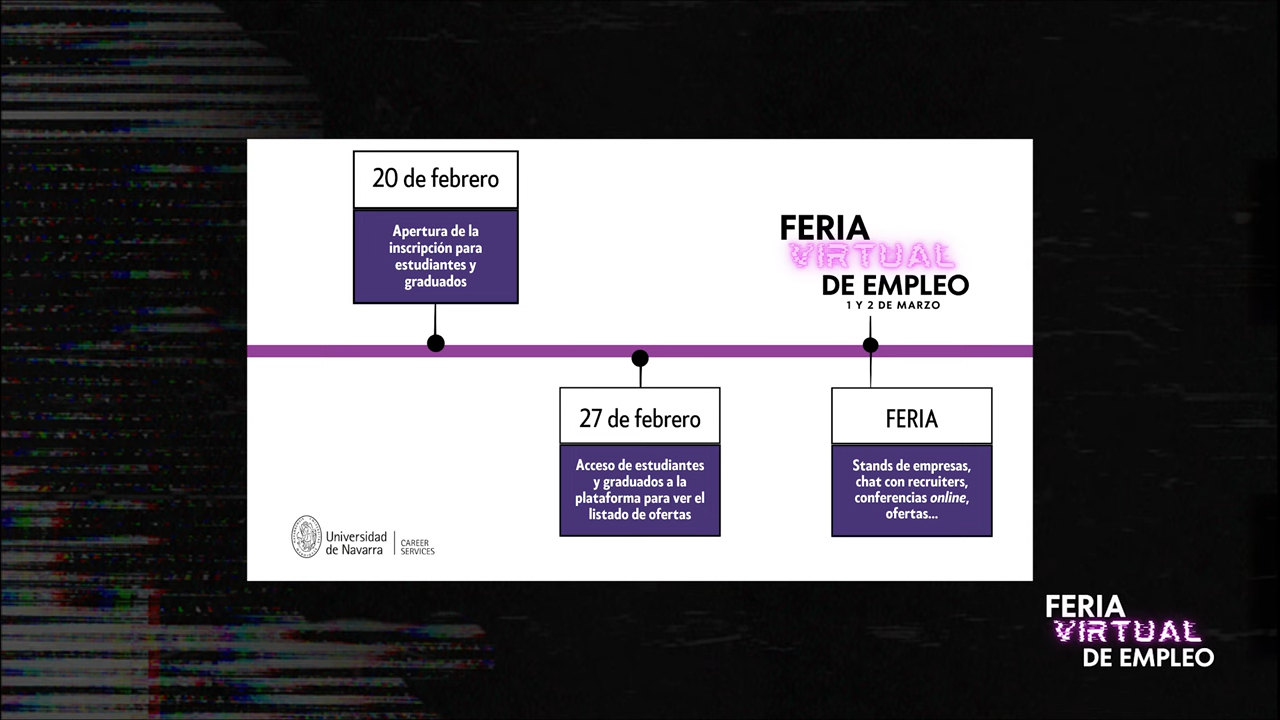 20 de febrero
Apertura de la
inscripción para
estudiantes y
graduados
FERIA
VIRTUAL
DE EMPLEO
1 Y 2 DE MARZO
27 de febrero
Acceso de estudiantes
y graduados a la
plataforma para ver el
listado de ofertas
FERIA
Stands de empresas,
chat con recruiters,
conferencias online,
ofertas...
Universidad
de Navarra
CAREER
SERVICES
FERIA
VIRTUAL
DE EMPLEO